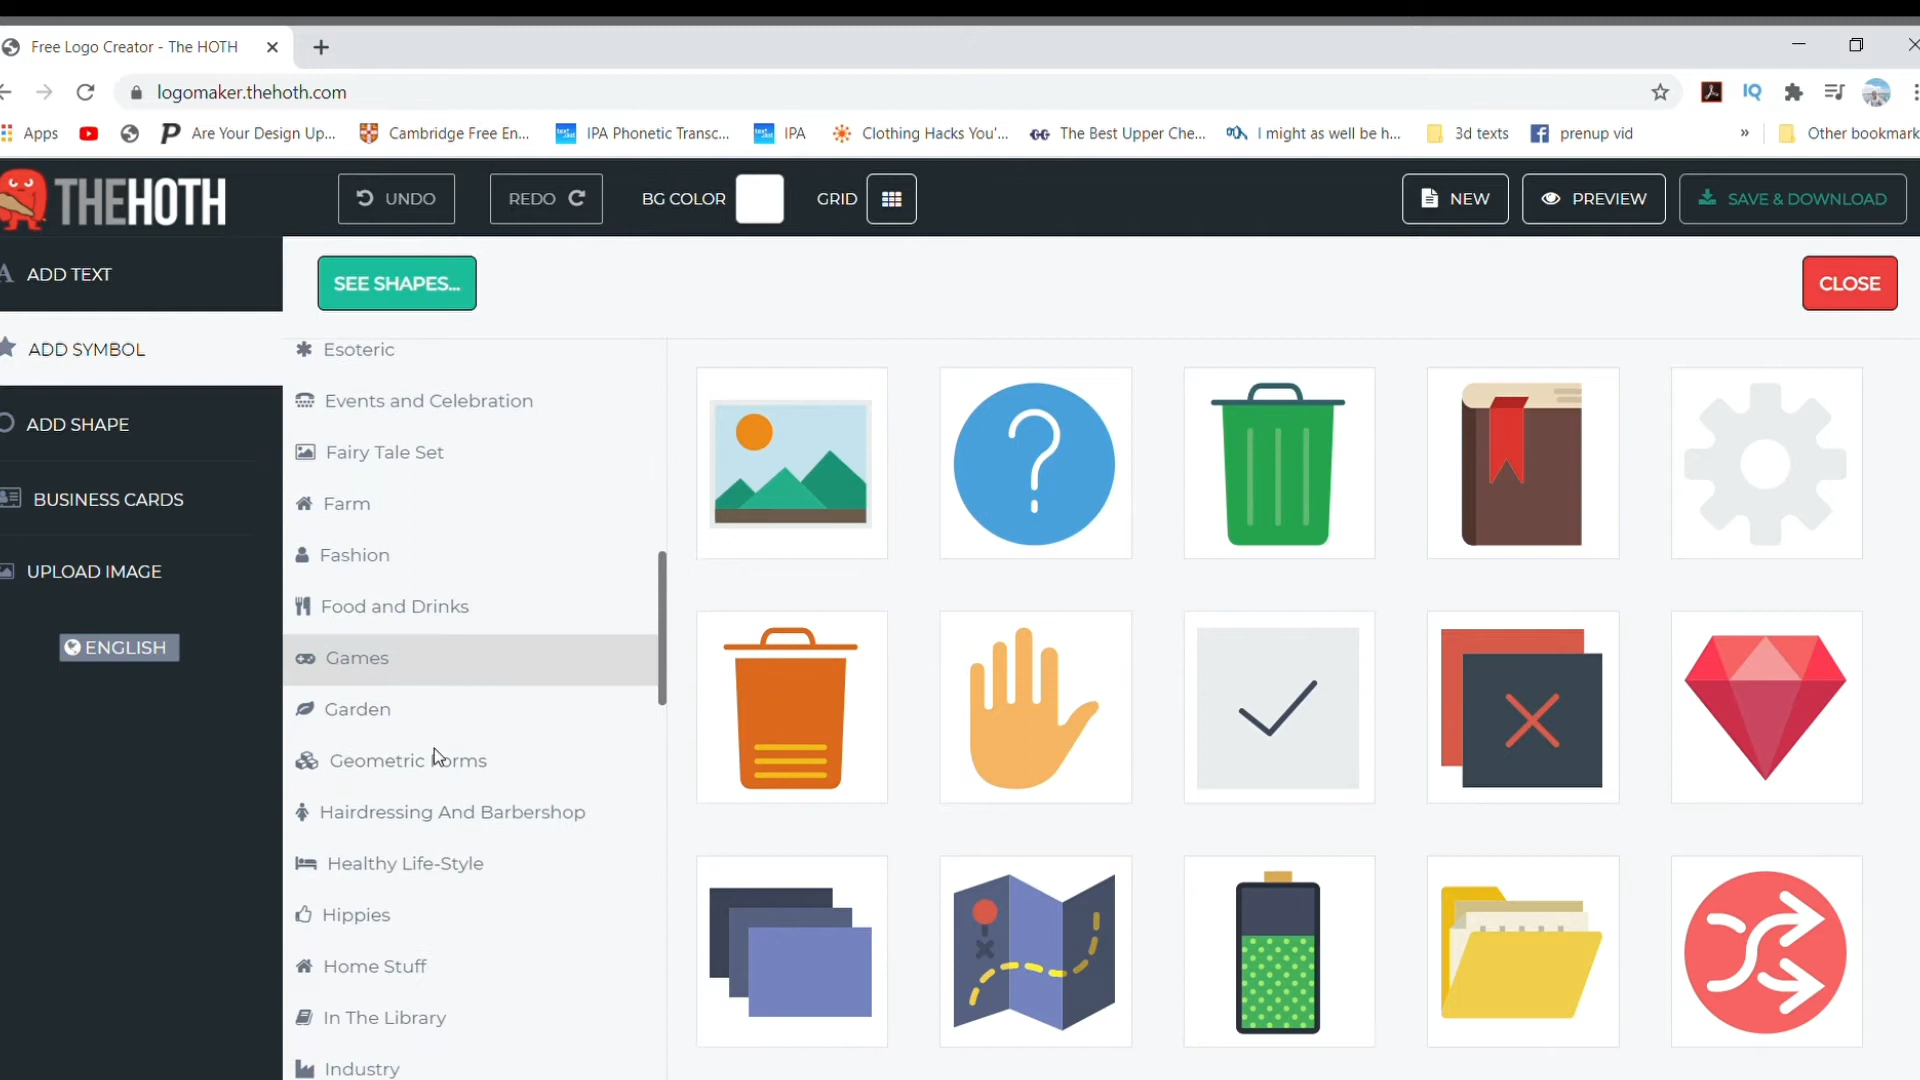 Free Logo Creator - The HOTH
logomaker.thehoth.com
Apps
Are Your Design Up...
Cambridge Free En...
IPA Phonetic Transc...
IPA
Clothing Hacks You'...
The Best Upper Che...
I might as well be h...
3d texts
prenup vid
»
Other bookmark
THEHOTH
UNDO
REDO
BG COLOR
GRID
NEW
PREVIEW
SAVE & DOWNLOAD
ADD TEXT
ADD SYMBOL
ADD SHAPE
BUSINESS CARDS
UPLOAD IMAGE
ENGLISH
SEE SHAPES...
CLOSE
Esoteric
Events and Celebration
Fairy Tale Set
Farm
Fashion
Food and Drinks
Games
Garden
Geometric Forms
Hairdressing And Barbershop
Healthy Life-Style
Hippies
Home Stuff
In The Library
Industry
IQ
?